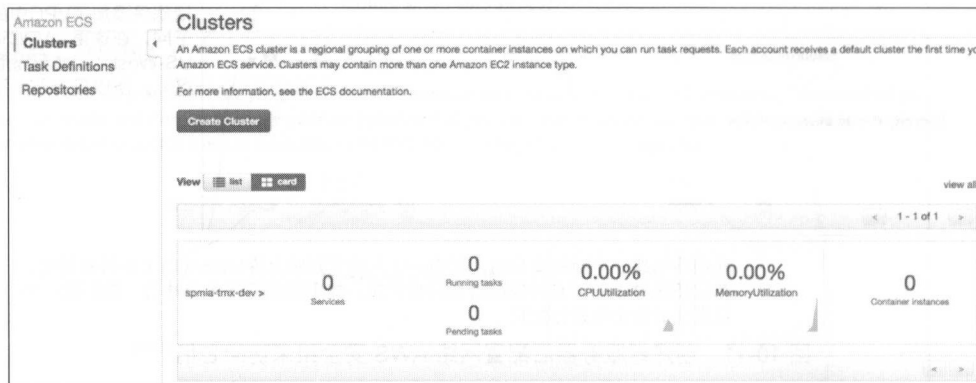 Amazon ECS
Clusters
Task Definitions
Repositories
Clusters
An Amazon ECS cluster is a regional grouping of one or more container instances on which you can run task requests. Each account receives a default cluster the first time
Amazon ECS service. Clusters may contain more than one Amazon EC2 instance type.
For more information, see the ECS documentation.
Create Cluster
View list card
view all
< 1 - 1 of 1 >
spmia-tmx-dev >
0
Services
0
Running tasks
0
Pending tasks
0.00%
CPUUtilization
0.00%
MemoryUtilization
0
Container instances
< >